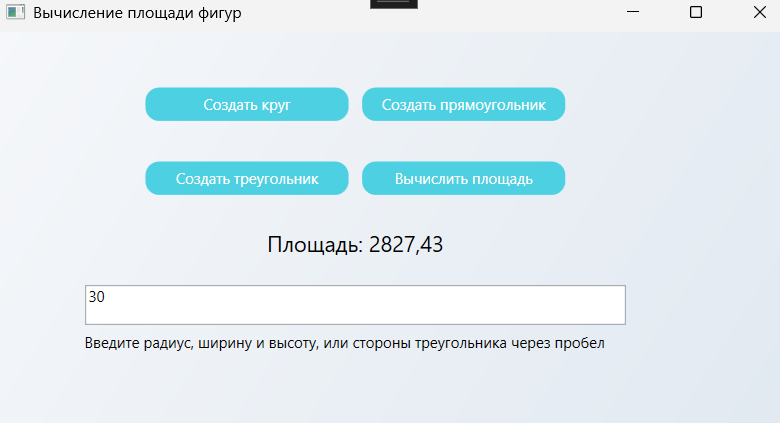 Вычисление площади фигур
Создать круг
Создать прямоугольник
Создать треугольник
Вычислить площадь
Площадь: 2827,43
30
Введите радиус, ширину и высоту, или стороны треугольника через пробел